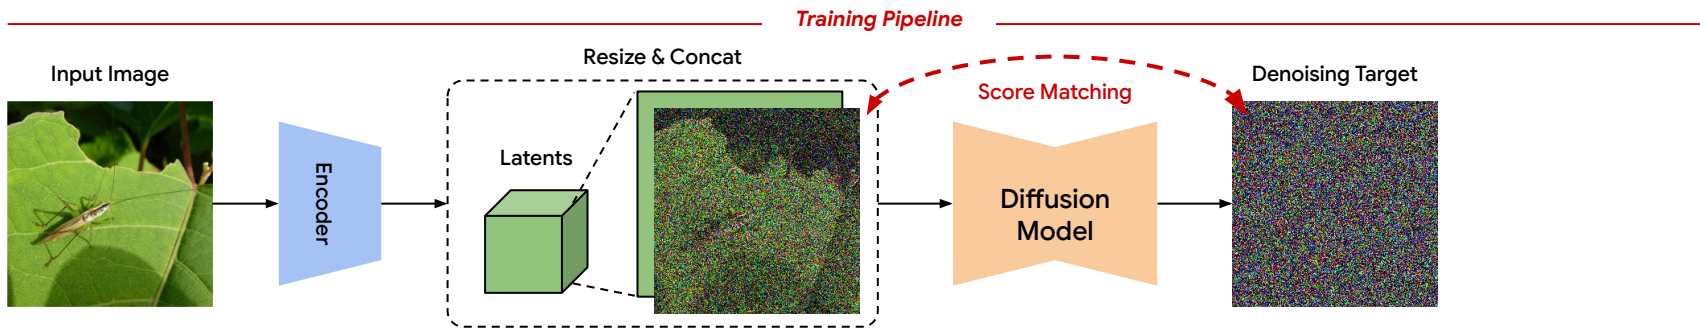 Training Pipeline
Input Image
Encoder
Resize & Concat
Latents
Score Matching
Diffusion
Model
Denoising Target